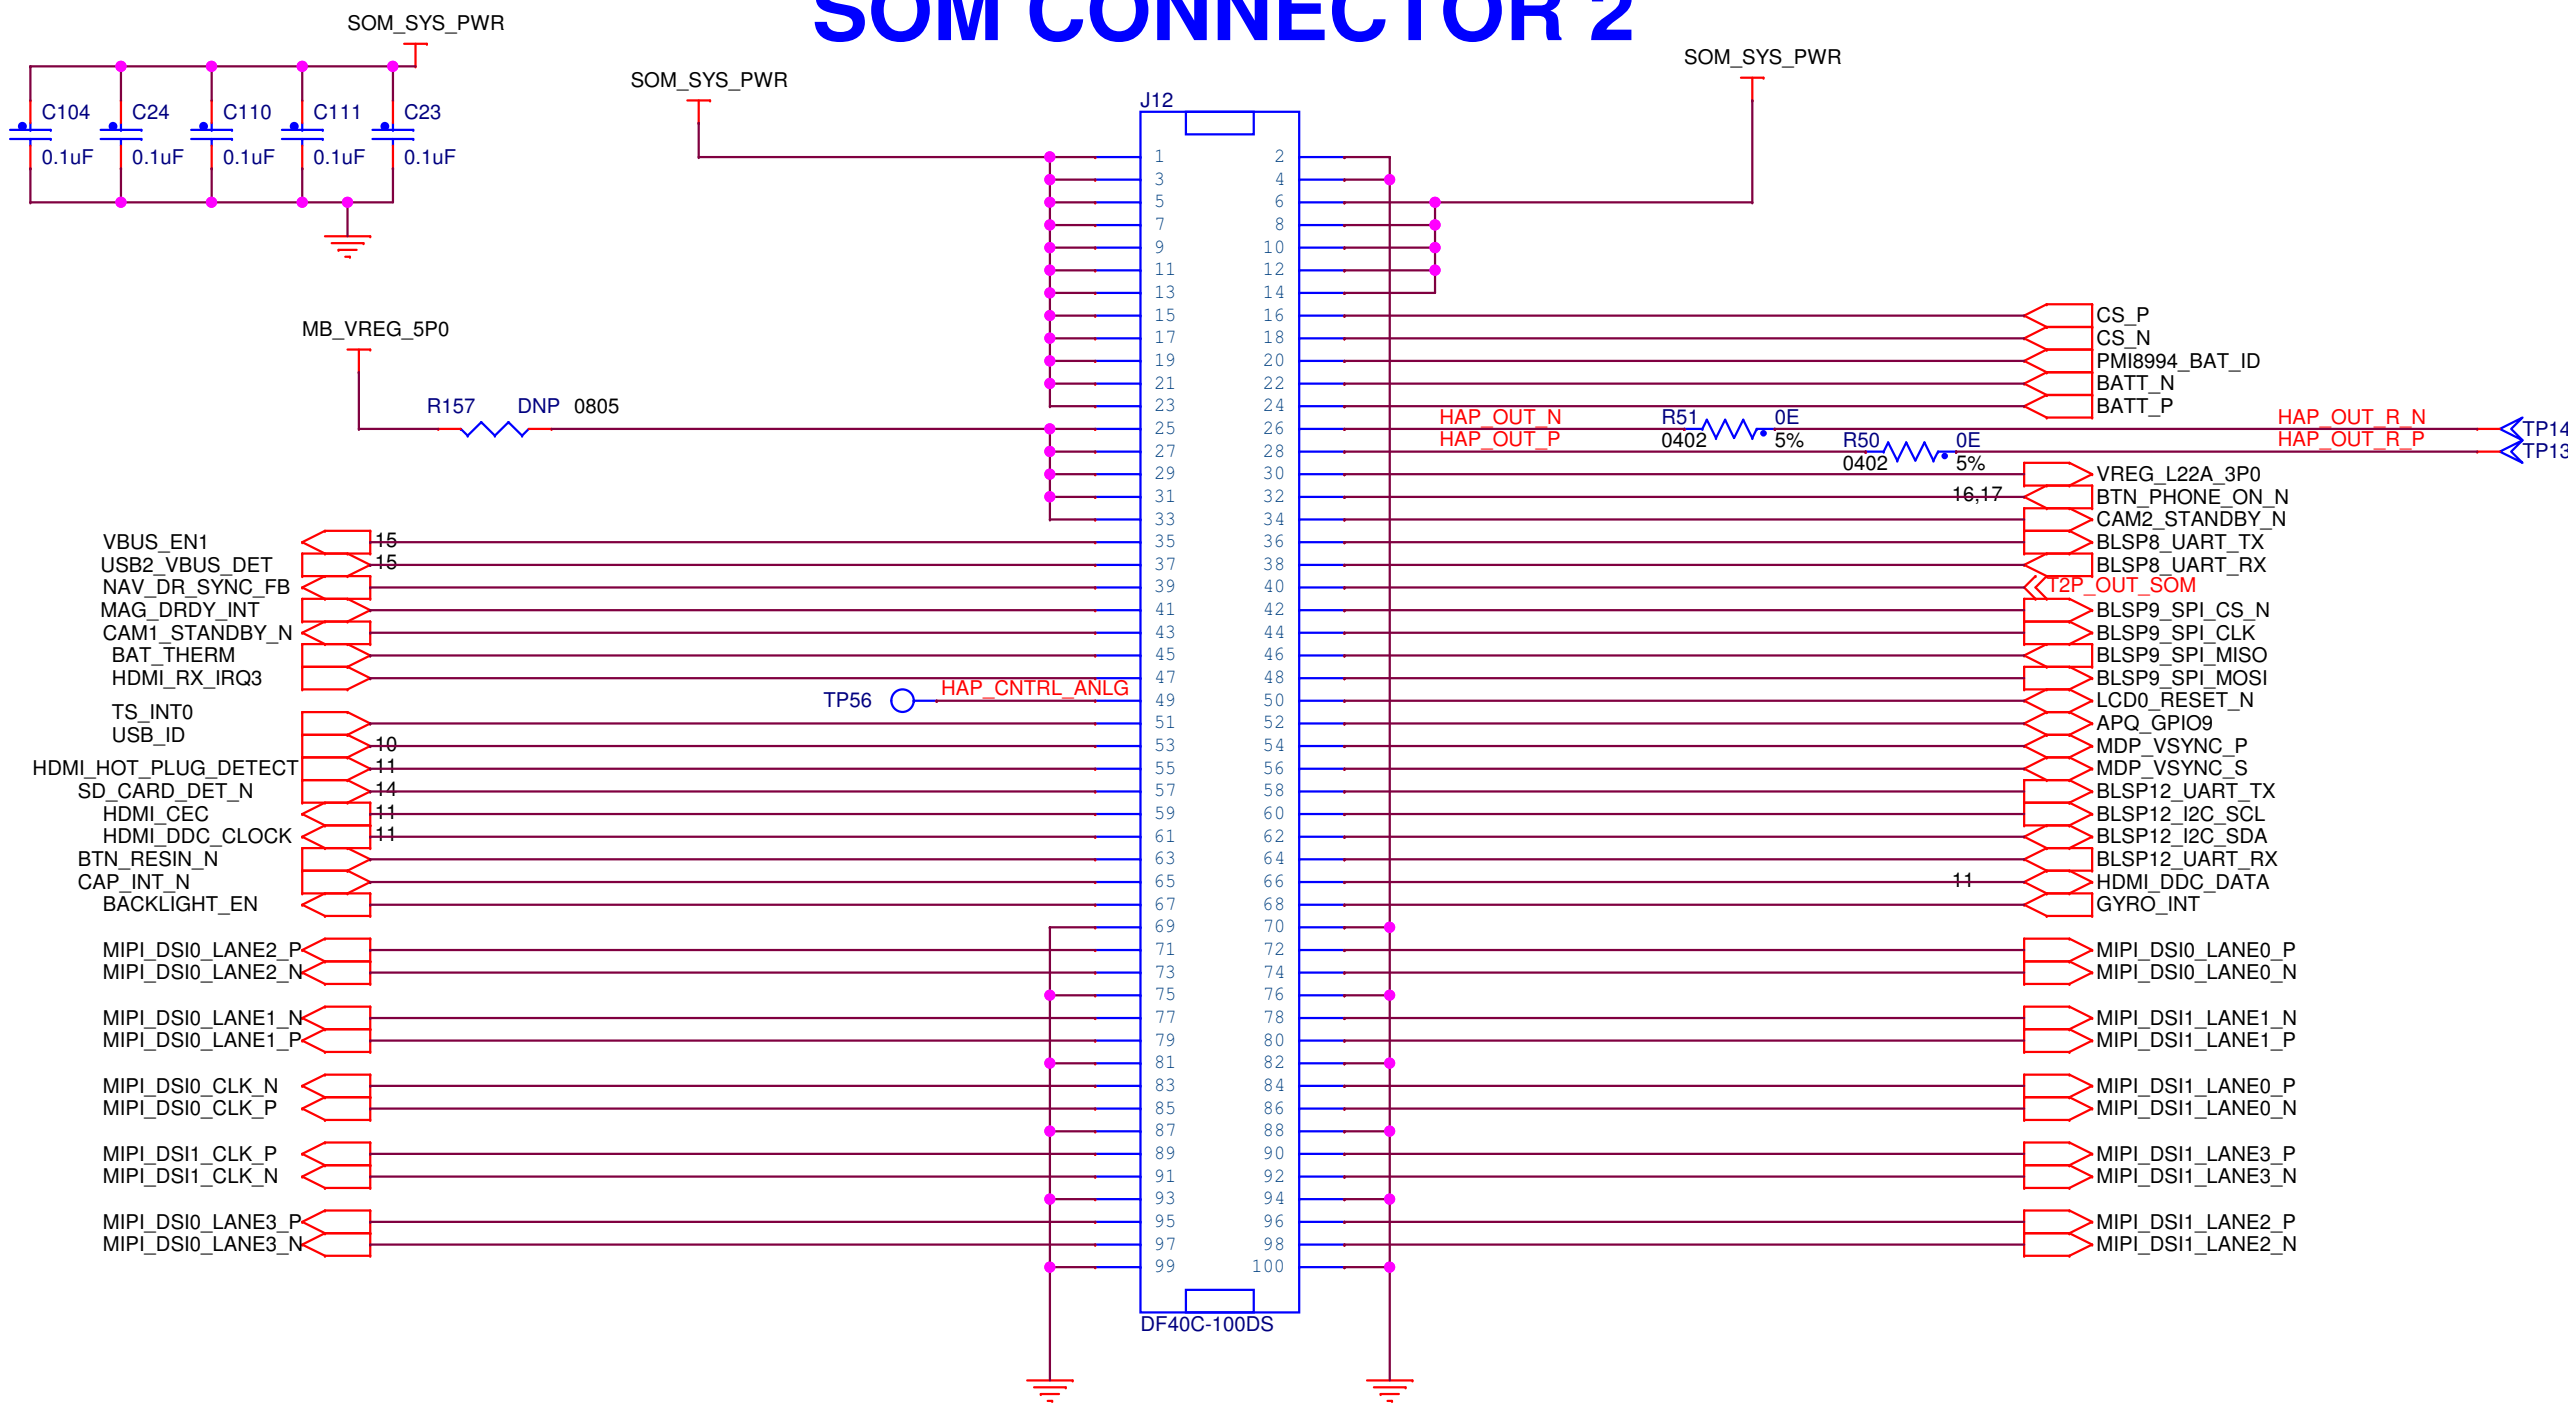 SOM CONNECTOR 2
SOM_SYS_PWR
C104 C24 C110 C111 C23
0.1uF 0.1uF 0.1uF 0.1uF 0.1uF
SOM_SYS_PWR
SOM_SYS_PWR
J12
1 2
3 4
5 6
7 8
9 10
11 12
13 14
15 16 CS_P
17 18 CS_N
MB_VREG_5P0
19 20 PMI8994_BAT_ID
21 22 BATT_N
23 24 BATT_P
R157 DNP 0805
25 26 HAP_OUT_N R51 0E 0402 5% HAP_OUT_R_N TP14
27 28 HAP_OUT_P R50 0E 0402 5% HAP_OUT_R_P TP13
29 30 VREG_L22A_3P0
31 32 16,17 BTN_PHONE_ON_N
33 34 CAM2_STANDBY_N
VBUS_EN1 15 35 36 BLSP8_UART_TX
USB2_VBUS_DET 15 37 38 BLSP8_UART_RX
NAV_DR_SYNC_FB 39 40 T2P_OUT_SOM
MAG_DRDY_INT 41 42 BLSP9_SPI_CS_N
CAM1_STANDBY_N 43 44 BLSP9_SPI_CLK
BAT_THERM 45 46 BLSP9_SPI_MISO
HDMI_RX_IRQ3 47 48 BLSP9_SPI_MOSI
TP56 HAP_CNTRL_ANLG 49 50 LCD0_RESET_N
TS_INT0 51 52 APQ_GPIO9
USB_ID 10 53 54 MDP_VSYNC_P
HDMI_HOT_PLUG_DETECT 11 55 56 MDP_VSYNC_S
SD_CARD_DET_N 14 57 58 BLSP12_UART_TX
HDMI_CEC 11 59 60 BLSP12_I2C_SCL
HDMI_DDC_CLOCK 11 61 62 BLSP12_I2C_SDA
BTN_RESIN_N 63 64 BLSP12_UART_RX
CAP_INT_N 65 66 11 HDMI_DDC_DATA
BACKLIGHT_EN 67 68 GYRO_INT
69 70
MIPI_DSI0_LANE2_P 71 72 MIPI_DSI0_LANE0_P
MIPI_DSI0_LANE2_N 73 74 MIPI_DSI0_LANE0_N
75 76
MIPI_DSI0_LANE1_N 77 78 MIPI_DSI1_LANE1_N
MIPI_DSI0_LANE1_P 79 80 MIPI_DSI1_LANE1_P
81 82
MIPI_DSI0_CLK_N 83 84 MIPI_DSI1_LANE0_P
MIPI_DSI0_CLK_P 85 86 MIPI_DSI1_LANE0_N
87 88
MIPI_DSI1_CLK_P 89 90 MIPI_DSI1_LANE3_P
MIPI_DSI1_CLK_N 91 92 MIPI_DSI1_LANE3_N
93 94
MIPI_DSI0_LANE3_P 95 96 MIPI_DSI1_LANE2_P
MIPI_DSI0_LANE3_N 97 98 MIPI_DSI1_LANE2_N
99 100
DF40C-100DS